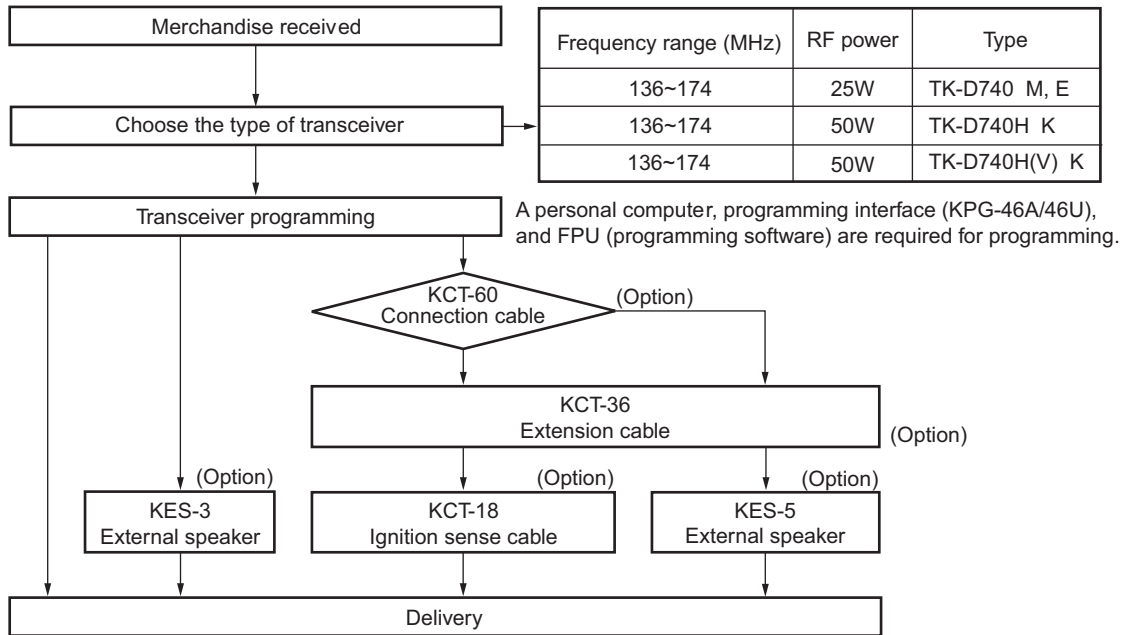 Merchandise received
Choose the type of transceiver
Frequency range (MHz) RF power Type
136~174 25W TK-D740 M, E
136~174 50W TK-D740H K
136~174 50W TK-D740H(V) K
Transceiver programming
A personal computer, programming interface (KPG-46A/46U),
and FPU (programming software) are required for programming.
KCT-60
Connection cable
(Option)
KCT-36
Extension cable
(Option)
(Option)
KES-3
External speaker
(Option)
KCT-18
Ignition sense cable
(Option)
KES-5
External speaker
Delivery